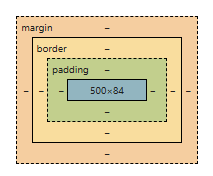 margin –
border –
padding –
– – – 500×84 – – –
–
–
–